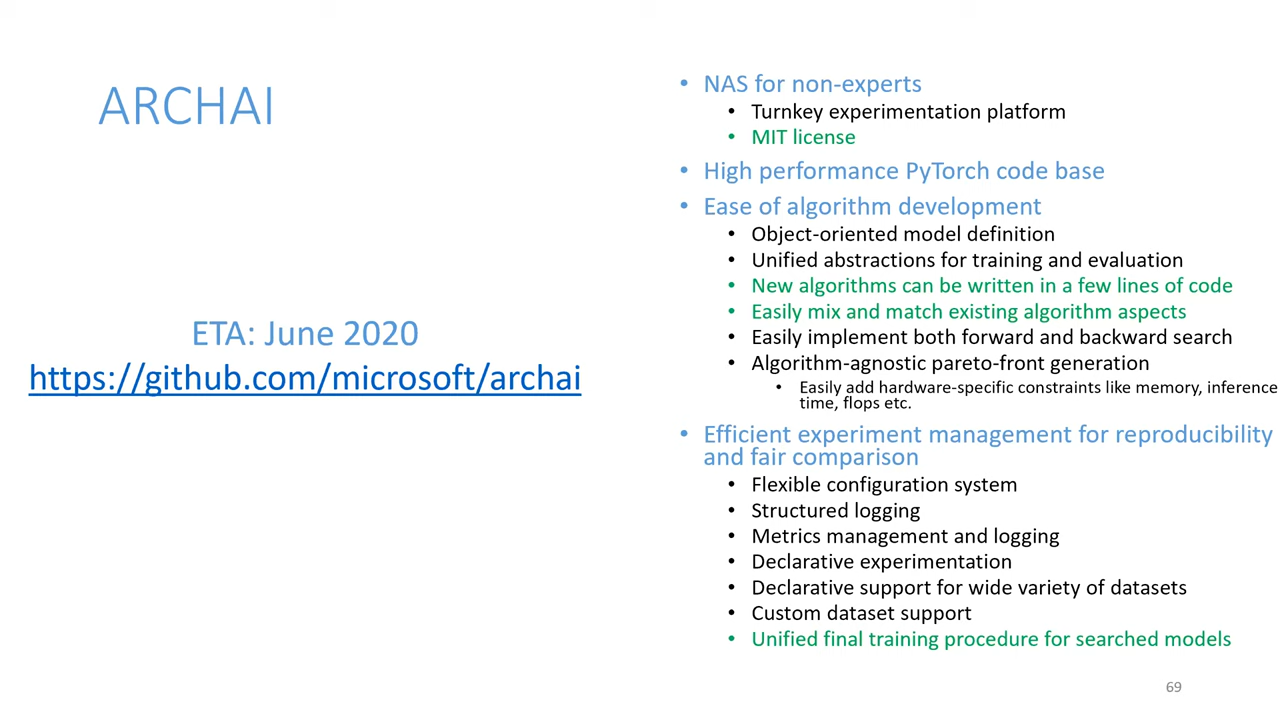 ARCHAI
ETA: June 2020
https://github.com/microsoft/archai
• NAS for non-experts
• Turnkey experimentation platform
• MIT license
• High performance PyTorch code base
• Ease of algorithm development
• Object-oriented model definition
• Unified abstractions for training and evaluation
• New algorithms can be written in a few lines of code
• Easily mix and match existing algorithm aspects
• Easily implement both forward and backward search
• Algorithm-agnostic pareto-front generation
• Easily add hardware-specific constraints like memory, inference
time, flops etc.
• Efficient experiment management for reproducibility
and fair comparison
• Flexible configuration system
• Structured logging
• Metrics management and logging
• Declarative experimentation
• Declarative support for wide variety of datasets
• Custom dataset support
• Unified final training procedure for searched models
69